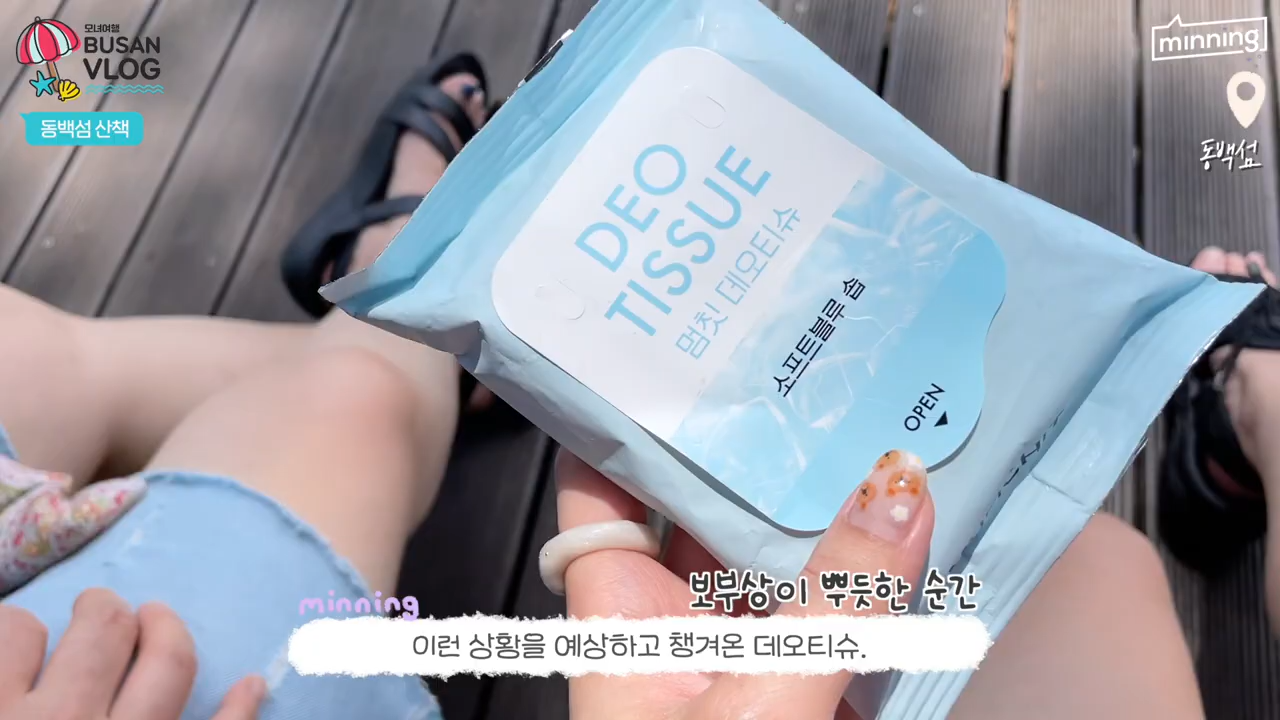 모녀여행
BUSAN
VLOG
동백섬 산책
minning
동백섬
DEO
TISSUE
멈칫 데오티슈
소프트블루 솝
OPEN
보부상이 뿌듯한 순간
minning
이런 상황을 예상하고 챙겨온 데오티슈.